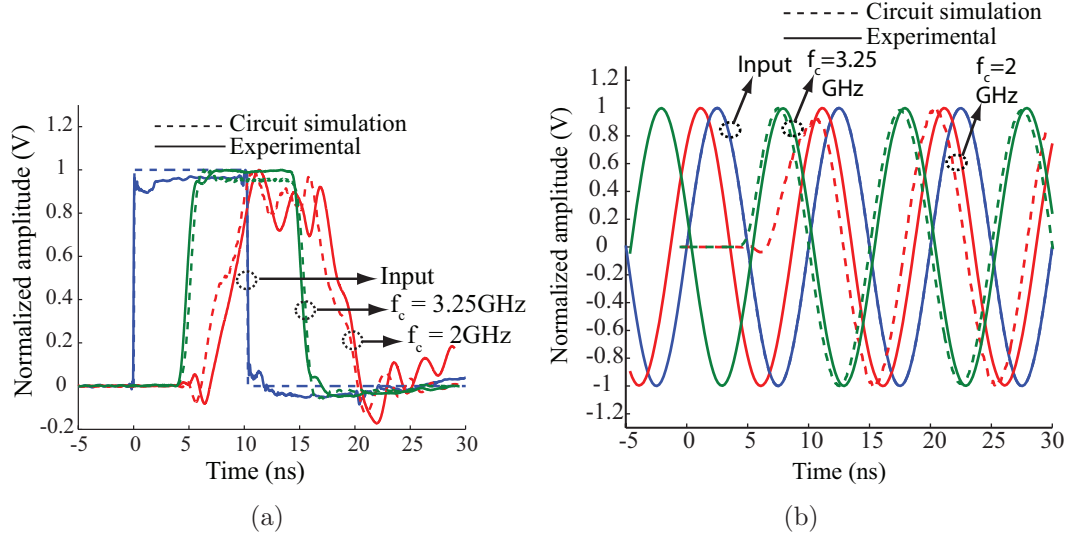 Circuit simulation
Experimental
Normalized amplitude (V)
1.2
1
0.8
0.6
0.4
0.2
0
-0.2
Input
f_c = 3.25GHz
f_c = 2GHz
-5
0
5
10
15
20
25
30
Time (ns)
(a)
Circuit simulation
Experimental
Input
f_c=3.25
GHz
f_c=2
GHz
Normalized amplitude (V)
1.2
1
0.8
0.6
0.4
0.2
0
-0.2
-0.4
-0.6
-0.8
-1
-1.2
-5
0
5
10
15
20
25
30
Time (ns)
(b)